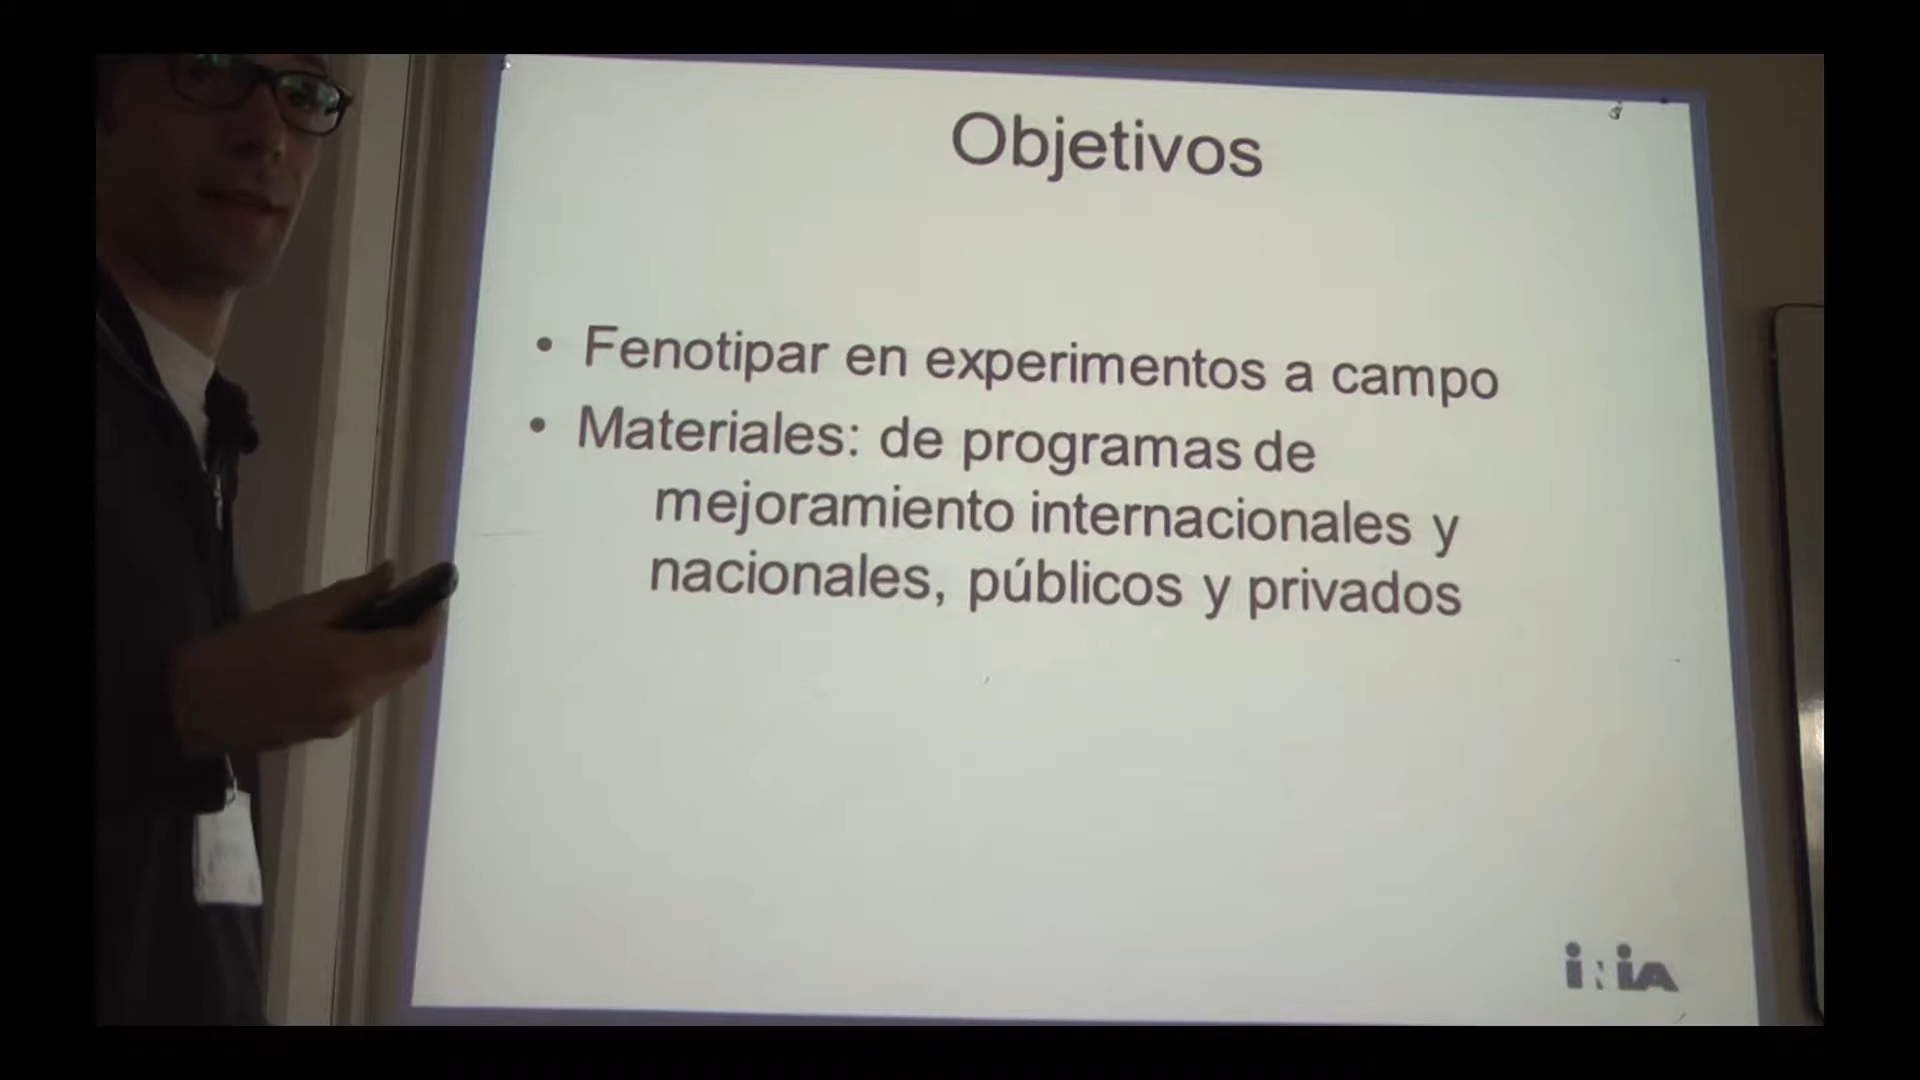 Objetivos
• Fenotipar en experimentos a campo
• Materiales: de programas de
mejoramiento internacionales y
nacionales, públicos y privados
iNiA